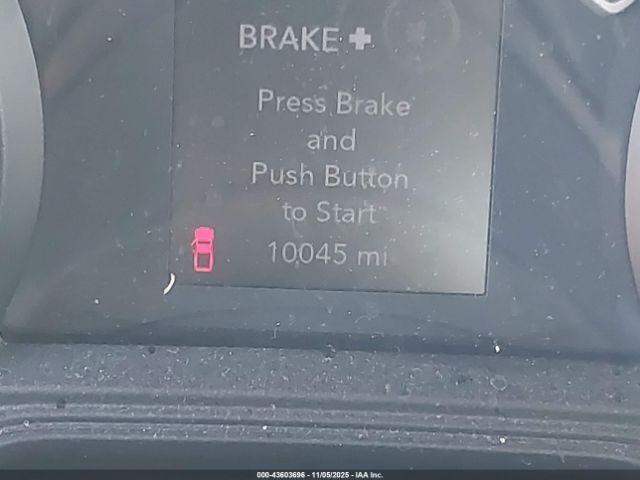 BRAKE +
Press Brake
and
Push Button
to Start
10045 mi
000-43603696 - 11/05/2025 - IAA Inc.